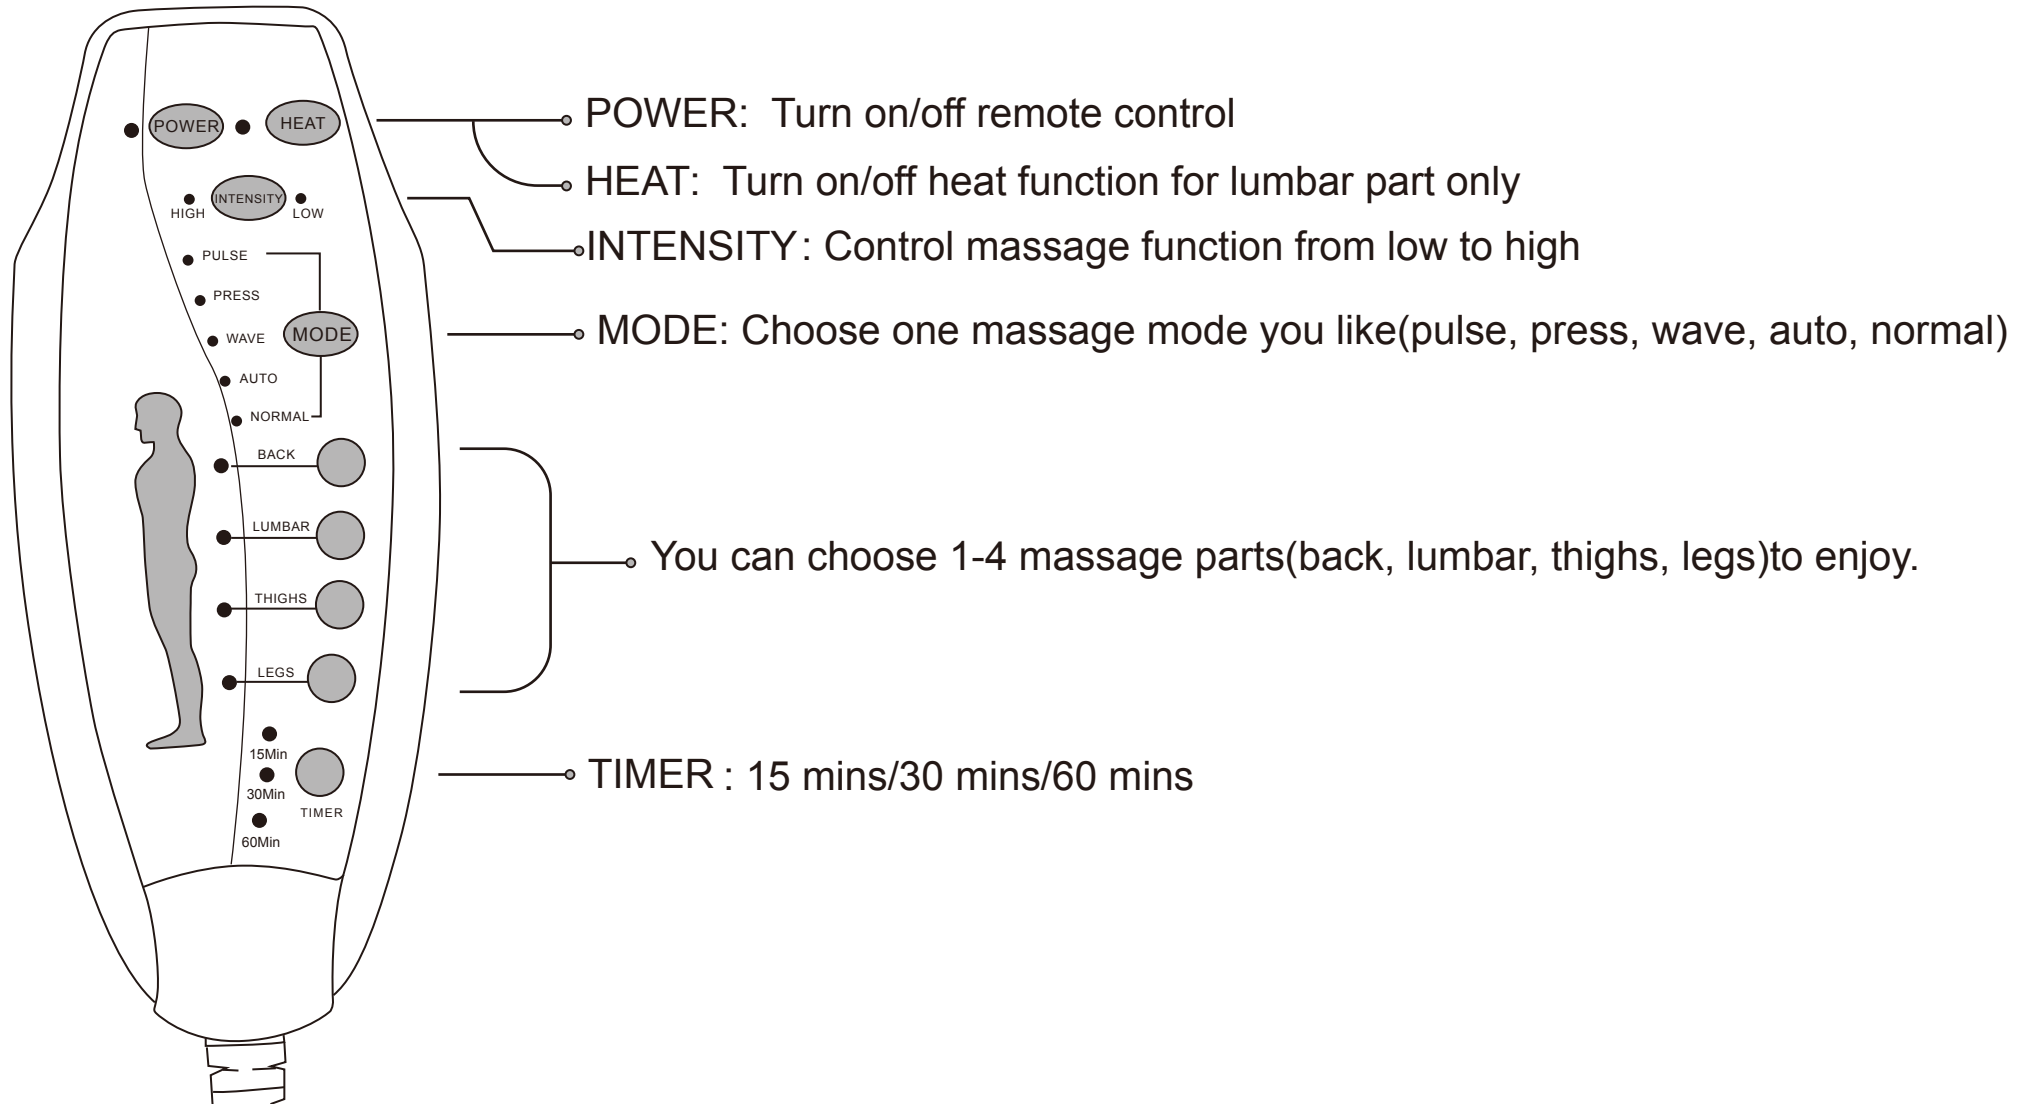 POWER
HEAT
INTENSITY
HIGH
LOW
PULSE
PRESS
WAVE
MODE
AUTO
NORMAL
BACK
LUMBAR
THIGHS
LEGS
15Min
30Min
TIMER
60Min
POWER: Turn on/off remote control
HEAT: Turn on/off heat function for lumbar part only
INTENSITY: Control massage function from low to high
MODE: Choose one massage mode you like(pulse, press, wave, auto, normal)
You can choose 1-4 massage parts(back, lumbar, thighs, legs)to enjoy.
TIMER : 15 mins/30 mins/60 mins